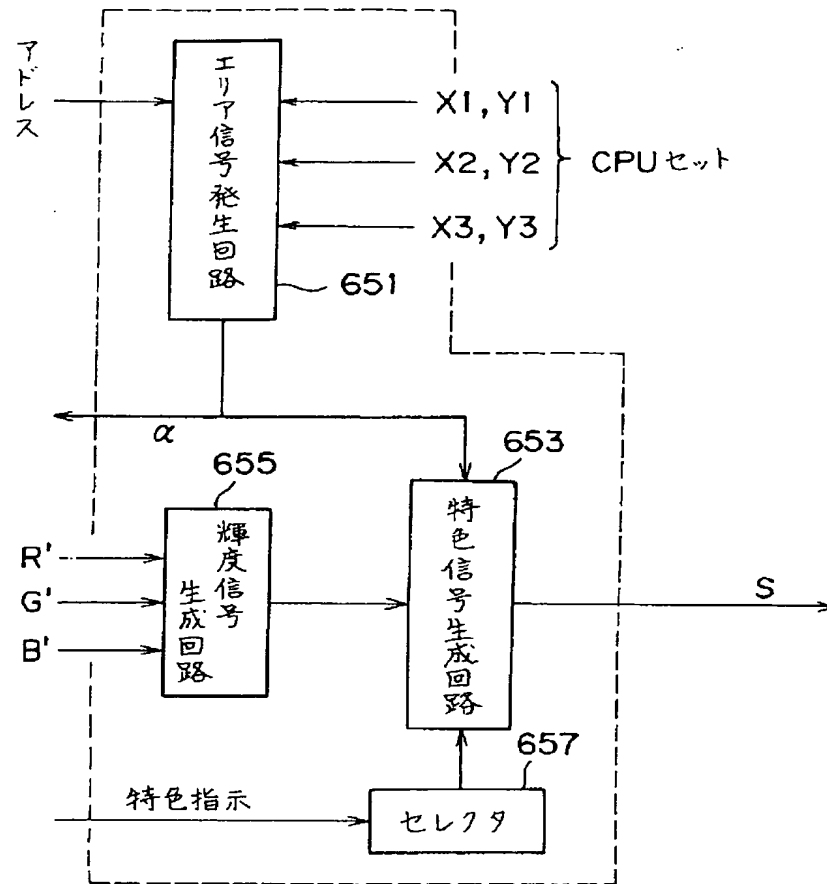 アドレス
エリア信号発生回路
X1, Y1
X2, Y2
X3, Y3
CPUセット
651
α
653
655
輝度信号
生成回路
特色信号生成回路
R'
G'
B'
S
657
特色指示
セレクタ